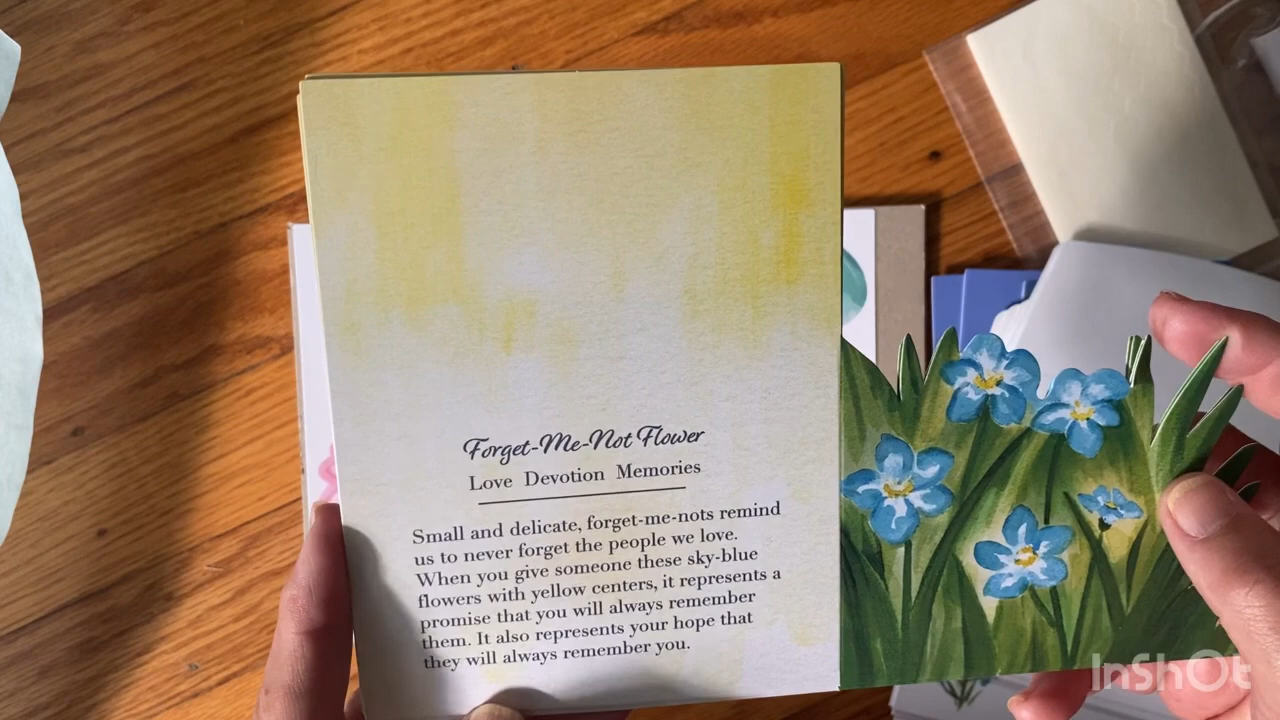 Forget-Me-Not Flower
Love Devotion Memories
Small and delicate, forget-me-nots remind
us to never forget the people we love.
When you give someone these sky-blue
flowers with yellow centers, it represents a
promise that you will always remember
them. It also represents your hope that
they will always remember you.
InShOt